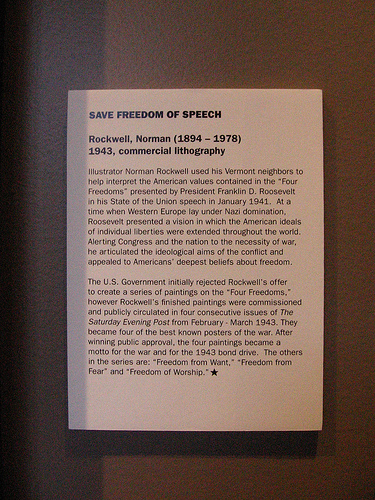 SAVE FREEDOM OF SPEECH
Rockwell, Norman (1894 – 1978)
1943, commercial lithography
Illustrator Norman Rockwell used his Vermont neighbors to
help interpret the American values contained in the “Four
Freedoms” presented by President Franklin D. Roosevelt
in his State of the Union speech in January 1941. At a
time when Western Europe lay under Nazi domination,
Roosevelt presented a vision in which the American ideals
of individual liberties were extended throughout the world.
Alerting Congress and the nation to the necessity of war,
he articulated the ideological aims of the conflict and
appealed to Americans’ deepest beliefs about freedom.
The U.S. Government initially rejected Rockwell’s offer
to create a series of paintings on the “Four Freedoms,”
however Rockwell’s finished paintings were commissioned
and publicly circulated in four consecutive issues of The
Saturday Evening Post from February - March 1943. They
became four of the best known posters of the war. After
winning public approval, the four paintings became a
motto for the war and for the 1943 bond drive. The others
in the series are: “Freedom from Want,” “Freedom from
Fear” and “Freedom of Worship.” ★